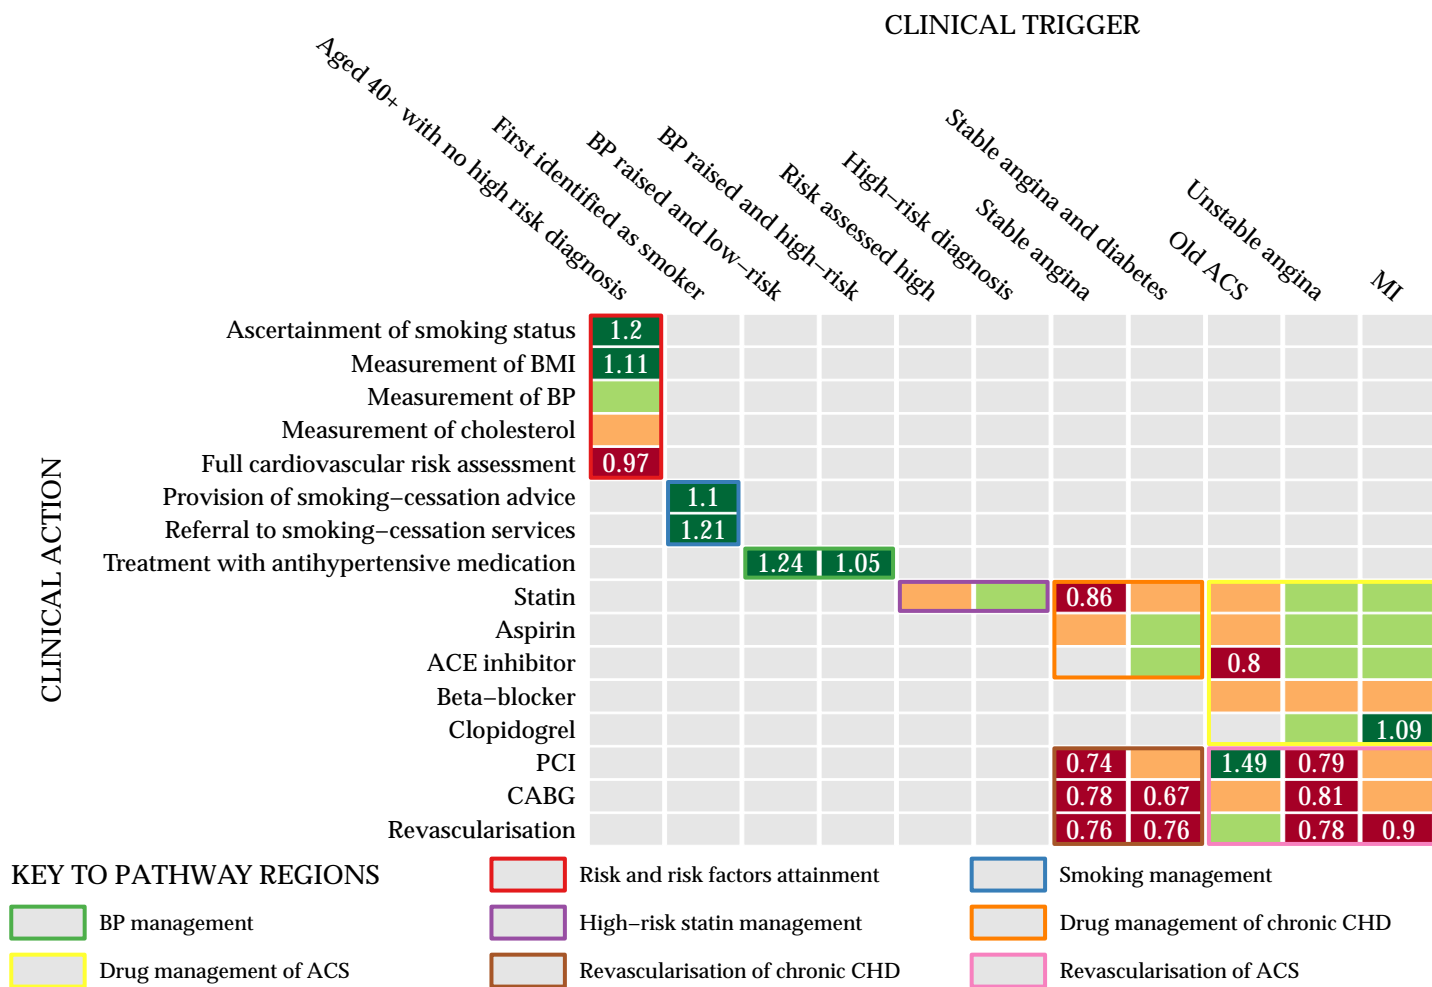 CLINICAL TRIGGER
Aged 40+ with no high risk diagnosis
First identified as smoker
BP raised and low–risk
BP raised and high–risk
Risk assessed high
High–risk diagnosis
Stable angina
Stable angina and diabetes
Old ACS
Unstable angina
MI
CLINICAL ACTION
Ascertainment of smoking status 1.2
Measurement of BMI 1.11
Measurement of BP
Measurement of cholesterol
Full cardiovascular risk assessment 0.97
Provision of smoking–cessation advice 1.1
Referral to smoking–cessation services 1.21
Treatment with antihypertensive medication 1.24 1.05
Statin 0.86
Aspirin
ACE inhibitor 0.8
Beta–blocker
Clopidogrel 1.09
PCI 0.74 1.49 0.79
CABG 0.78 0.67 0.81
Revascularisation 0.76 0.76 0.78 0.9
KEY TO PATHWAY REGIONS
Risk and risk factors attainment
Smoking management
BP management
High–risk statin management
Drug management of chronic CHD
Drug management of ACS
Revascularisation of chronic CHD
Revascularisation of ACS